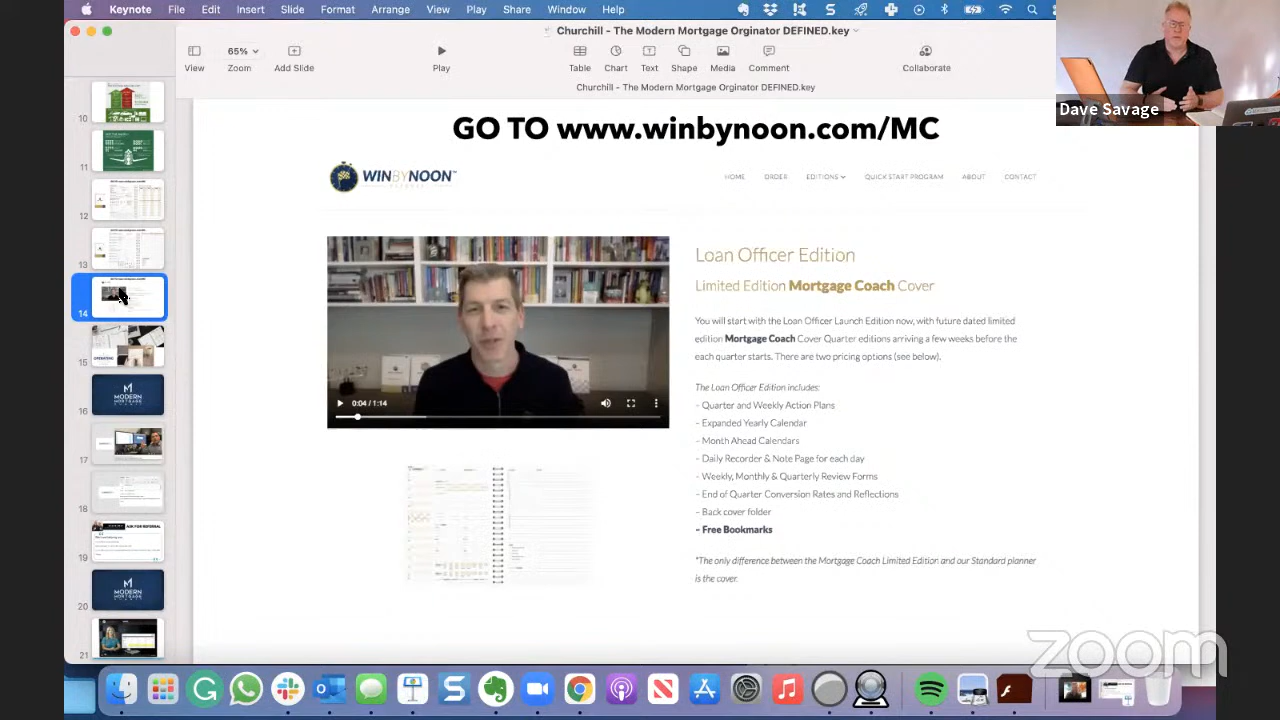 Keynote File Edit Insert Slide Format Arrange View Play Share Window Help
Churchill - The Modern Mortgage Orginator DEFINED.key
65%
View Zoom Add Slide Play Table Chart Text Shape Media Comment Collaborate
Churchill - The Modern Mortgage Orginator DEFINED.key
Dave Savage
GO TO www.winbynoon.com/MC
WINBYNOON™
HOME ORDER EDITIONS QUICK START PROGRAM ABOUT CONTACT
Loan Officer Edition
Limited Edition Mortgage Coach Cover
You will start with the Loan Officer Launch Edition now, with future dated limited
edition Mortgage Coach Cover Quarter editions arriving a few weeks before the
each quarter starts. There are two pricing options (see below).
The Loan Officer Edition includes:
- Quarter and Weekly Action Plans
- Expanded Yearly Calendar
- Month Ahead Calendars
- Daily Recorder & Note Page for each day
- Weekly, Monthly & Quarterly Review Forms
- End of Quarter Conversion Rates and Reflections
- Back cover folder
- Free Bookmarks
*The only difference between the Mortgage Coach Limited Edition and our Standard planner
is the cover.
0:04 / 1:14
10
11
12
13
14
15
16
MODERN
MORTGAGE
17
18
19
ASK FOR REFERRAL
20
MODERN
MORTGAGE
21
zoom